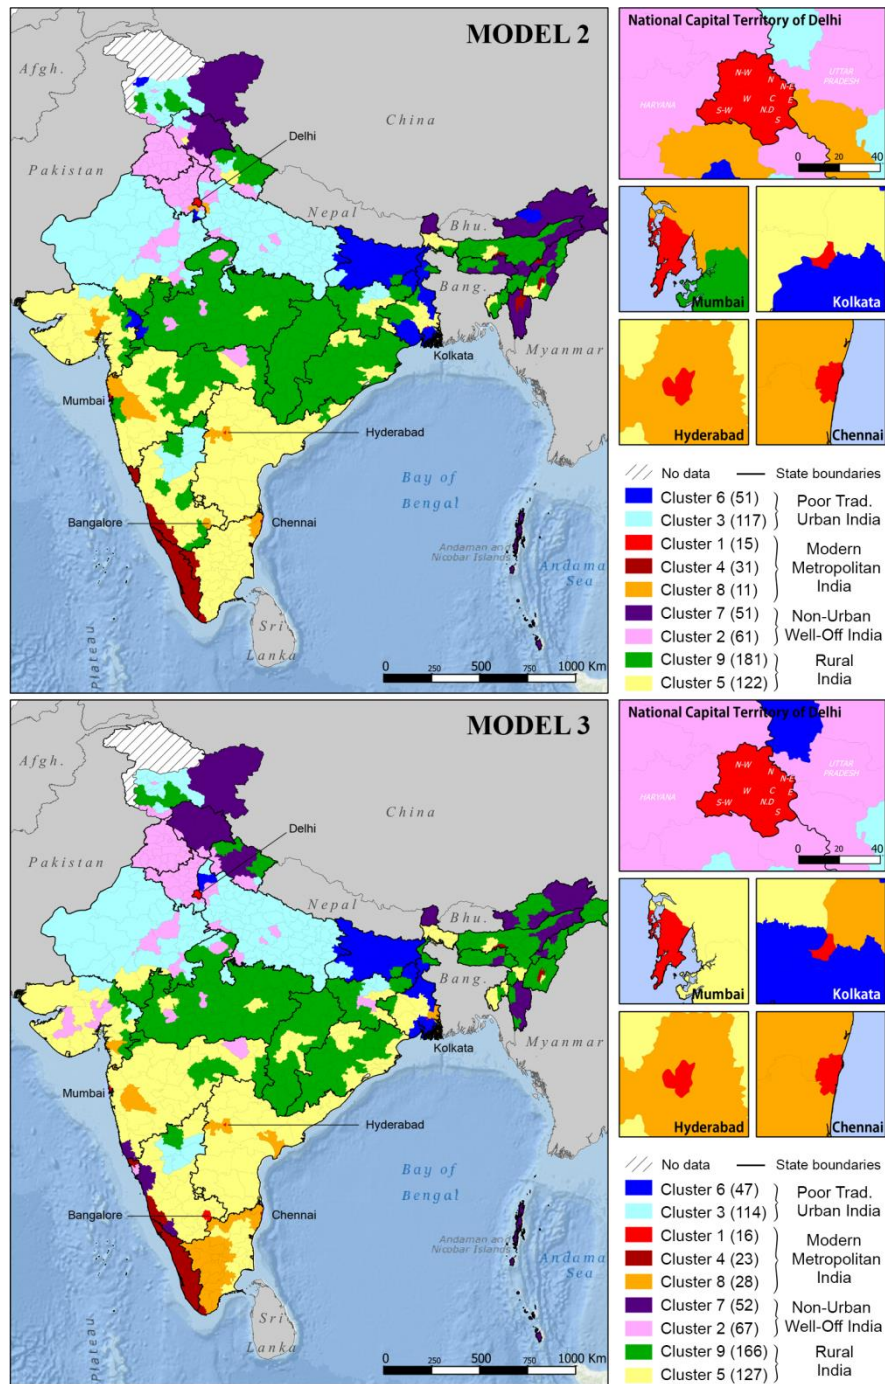 MODEL 2
Afgh.
China
Delhi
Pakistan
Nepal
Bhu.
Bang.
Myanmar
Kolkata
Mumbai
Hyderabad
Bay of
Bengal
Bangalore
Chennai
Andaman and
Nicobar Islands
Andaman
Sea
Sri
Lanka
Plateau
0 250 500 750 1000 Km
National Capital Territory of Delhi
UTTAR
PRADESH
HARYANA
N-W
N
N-E
W
C
E
S-W
N.D
S
0 20 40
Mumbai
Kolkata
Hyderabad
Chennai
No data
State boundaries
Cluster 6 (51)
Cluster 3 (117)
Poor Trad.
Urban India
Cluster 1 (15)
Cluster 4 (31)
Cluster 8 (11)
Modern
Metropolitan
India
Cluster 7 (51)
Cluster 2 (61)
Non-Urban
Well-Off India
Cluster 9 (181)
Cluster 5 (122)
Rural
India
MODEL 3
Afgh.
China
Delhi
Pakistan
Nepal
Bhu.
Bang.
Myanmar
Kolkata
Mumbai
Hyderabad
Bay of
Bengal
Bangalore
Chennai
Andaman and
Nicobar Islands
Andaman
Sea
Sri
Lanka
Plateau
0 250 500 750 1000 Km
National Capital Territory of Delhi
UTTAR
PRADESH
HARYANA
N-W
N
N-E
W
C
E
S-W
N.D
S
0 20 40
Mumbai
Kolkata
Hyderabad
Chennai
No data
State boundaries
Cluster 6 (47)
Cluster 3 (114)
Poor Trad.
Urban India
Cluster 1 (16)
Cluster 4 (23)
Cluster 8 (28)
Modern
Metropolitan
India
Cluster 7 (52)
Cluster 2 (67)
Non-Urban
Well-Off India
Cluster 9 (166)
Cluster 5 (127)
Rural
India